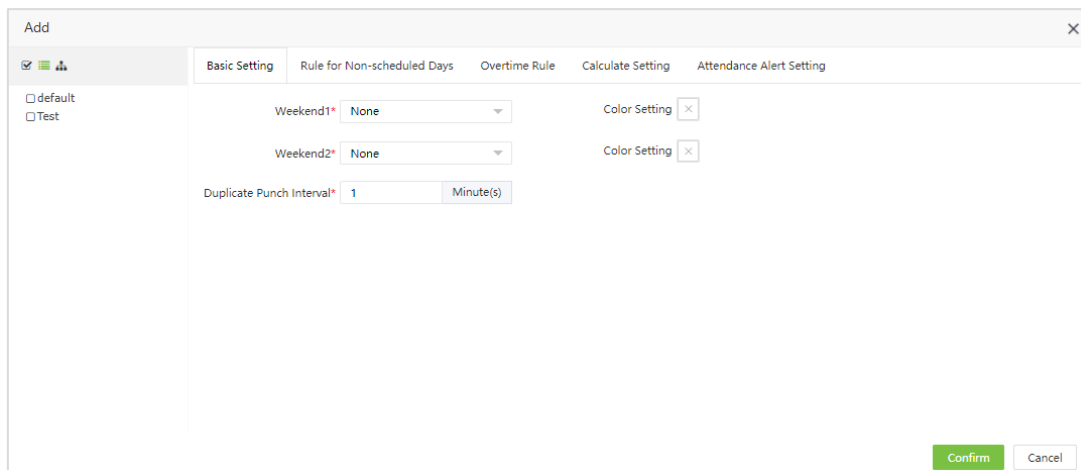 Add
Basic Setting Rule for Non-scheduled Days Overtime Rule Calculate Setting Attendance Alert Setting
default
Test
Weekend1* None Color Setting
Weekend2* None Color Setting
Duplicate Punch Interval* 1 Minute(s)
Confirm Cancel